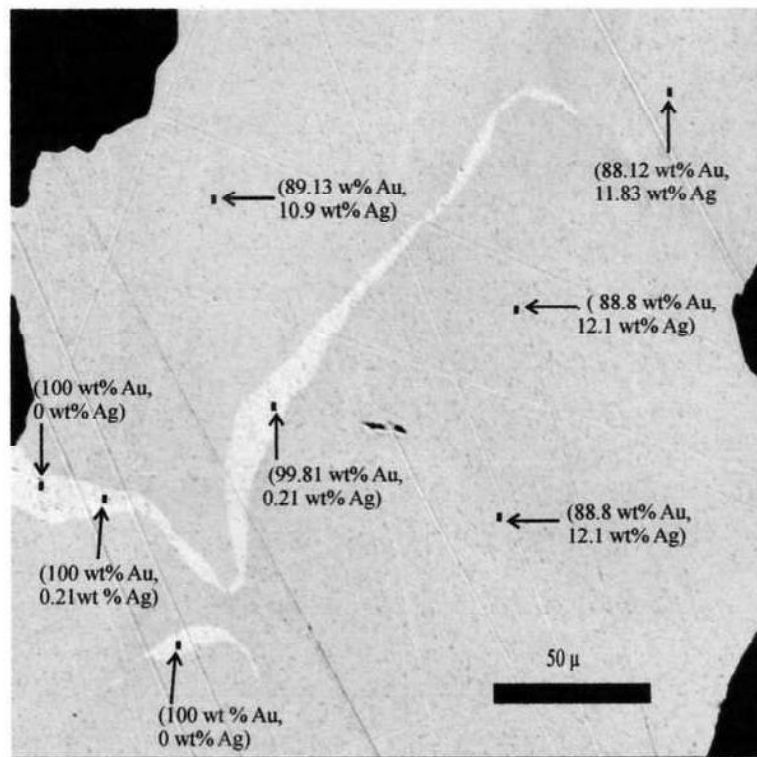 (88.12 wt% Au,
11.83 wt% Ag
(89.13 w% Au,
10.9 wt% Ag)
( 88.8 w% Au,
12.1 wt% Ag)
(100 wt% Au,
0 wt% Ag)
(99.81 wt% Au,
0.21 wt% Ag)
(88.8 w% Au,
12.1 wt% Ag)
(100 wt% Au,
0.21wt % Ag)
50 µ
(100 wt % Au,
0 wt% Ag)